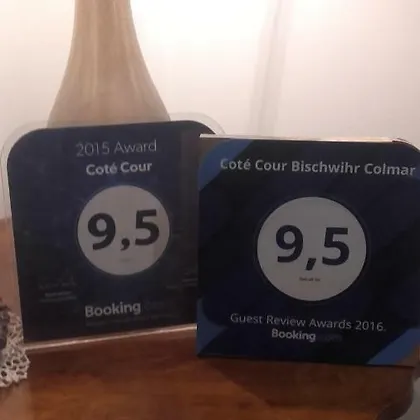 2015 Award
Coté Cour
9,5
Booking.com
Coté Cour Bischwihr Colmar
9,5
Guest Review Awards 2016.
Booking.com